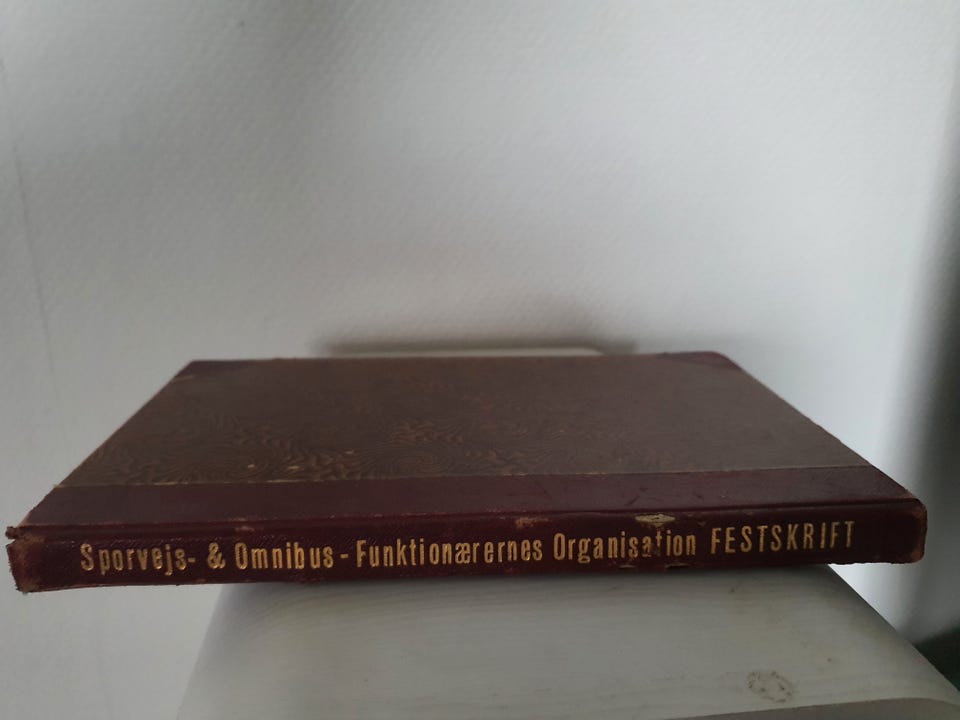 Sporvejs- & Omnibus - Funktionærernes Organisation FESTSKRIFT